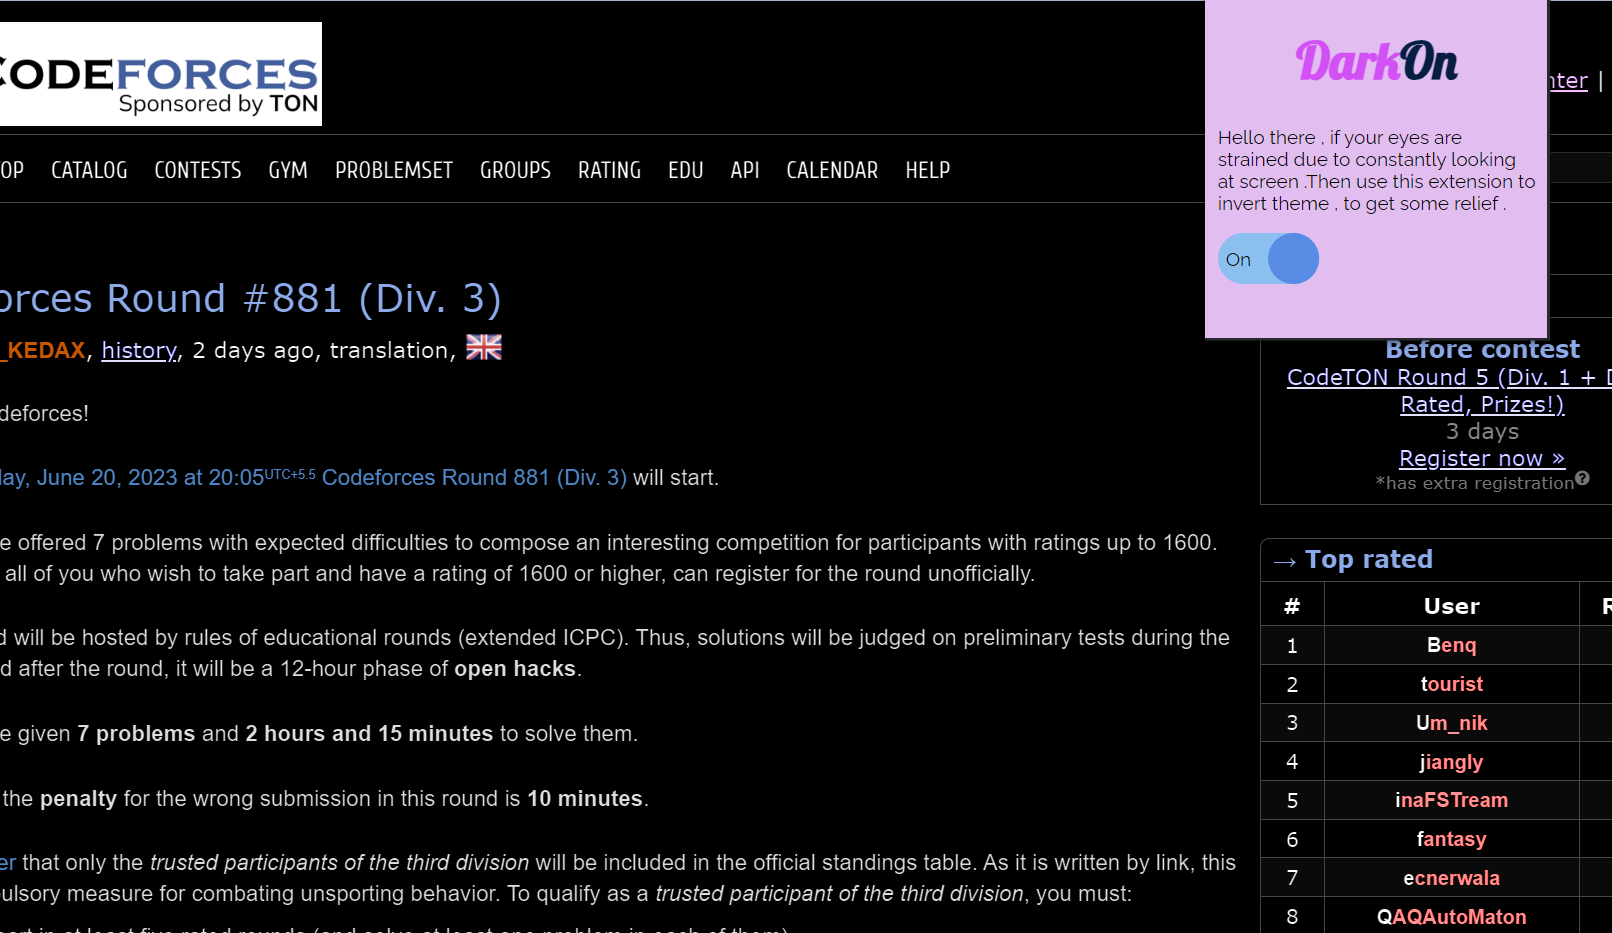 CODEFORCES
Sponsored by TON
DarkOn
Hello there , if your eyes are
strained due to constantly looking
at screen .Then use this extension to
invert theme , to get some relief .
On
|
CATALOG CONTESTS GYM PROBLEMSET GROUPS RATING EDU API CALENDAR HELP
Round #881 (Div. 3)
_KEDAX, history, 2 days ago, translation,
deforces!
ay, June 20, 2023 at 20:05UTC+5.5 Codeforces Round 881 (Div. 3) will start.
e offered 7 problems with expected difficulties to compose an interesting competition for participants with ratings up to 1600.
all of you who wish to take part and have a rating of 1600 or higher, can register for the round unofficially.
d will be hosted by rules of educational rounds (extended ICPC). Thus, solutions will be judged on preliminary tests during the
d after the round, it will be a 12-hour phase of open hacks.
e given 7 problems and 2 hours and 15 minutes to solve them.
the penalty for the wrong submission in this round is 10 minutes.
er that only the trusted participants of the third division will be included in the official standings table. As it is written by link, this
ulsory measure for combating unsporting behavior. To qualify as a trusted participant of the third division, you must:
Before contest
CodeTON Round 5 (Div. 1 +
Rated, Prizes!)
3 days
Register now »
*has extra registration
→ Top rated
# User
1 Benq
2 tourist
3 Um_nik
4 jiangly
5 inaFSTream
6 fantasy
7 ecnerwala
8 QAQAutoMaton